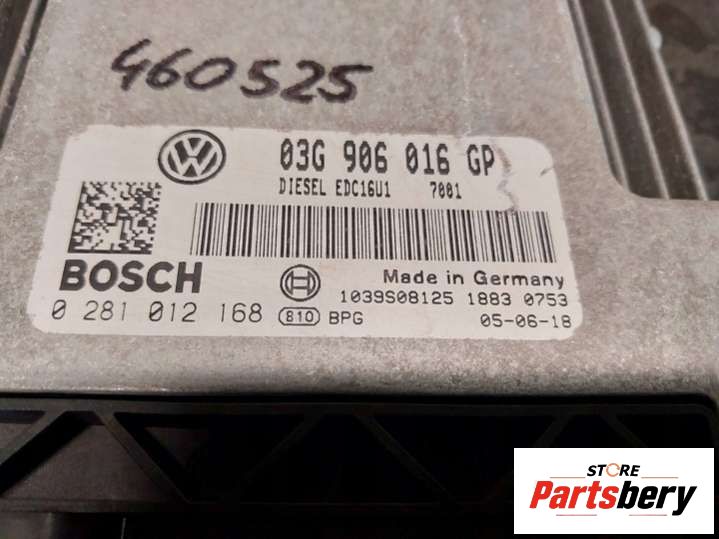 460525
03G 906 016 GP
DIESEL EDC16U1 7001
BOSCH
Made in Germany
1039S08125 1883 0753
0 281 012 168
810 BPG 05-06-18
STORE
Partsbery